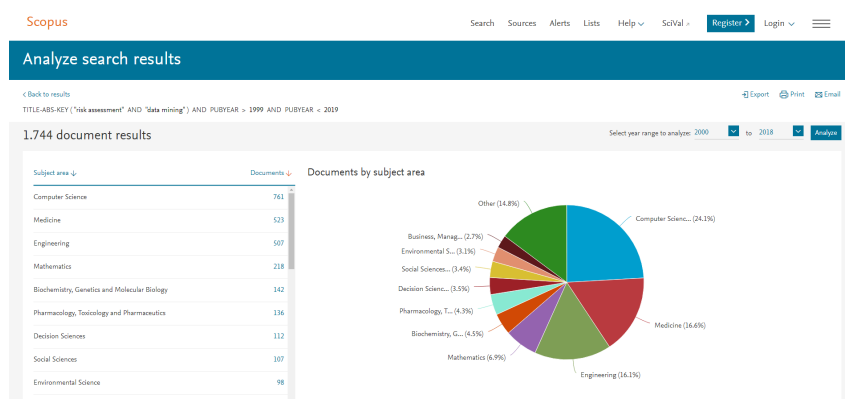 Scopus
Search Sources Alerts Lists Help SciVal Register Login
Analyze search results
Back to results
Export Print Email
TITLE-ABS-KEY ( "risk assessment" AND "data mining" ) AND PUBYEAR > 1999 AND PUBYEAR < 2019
1.744 document results
Select year range to analyze: 2000 to 2018 Analyze
Subject area Documents
Computer Science 761
Medicine 523
Engineering 507
Mathematics 218
Biochemistry, Genetics and Molecular Biology 142
Pharmacology, Toxicology and Pharmaceutics 136
Decision Sciences 112
Social Sciences 107
Environmental Science 98
Documents by subject area
Other (14.8%)
Computer Scienc... (24.1%)
Business, Manag... (2.7%)
Environmental S... (3.1%)
Social Sciences... (3.4%)
Decision Scienc... (3.5%)
Pharmacology, T... (4.3%)
Biochemistry, G... (4.5%)
Medicine (16.6%)
Mathematics (6.9%)
Engineering (16.1%)